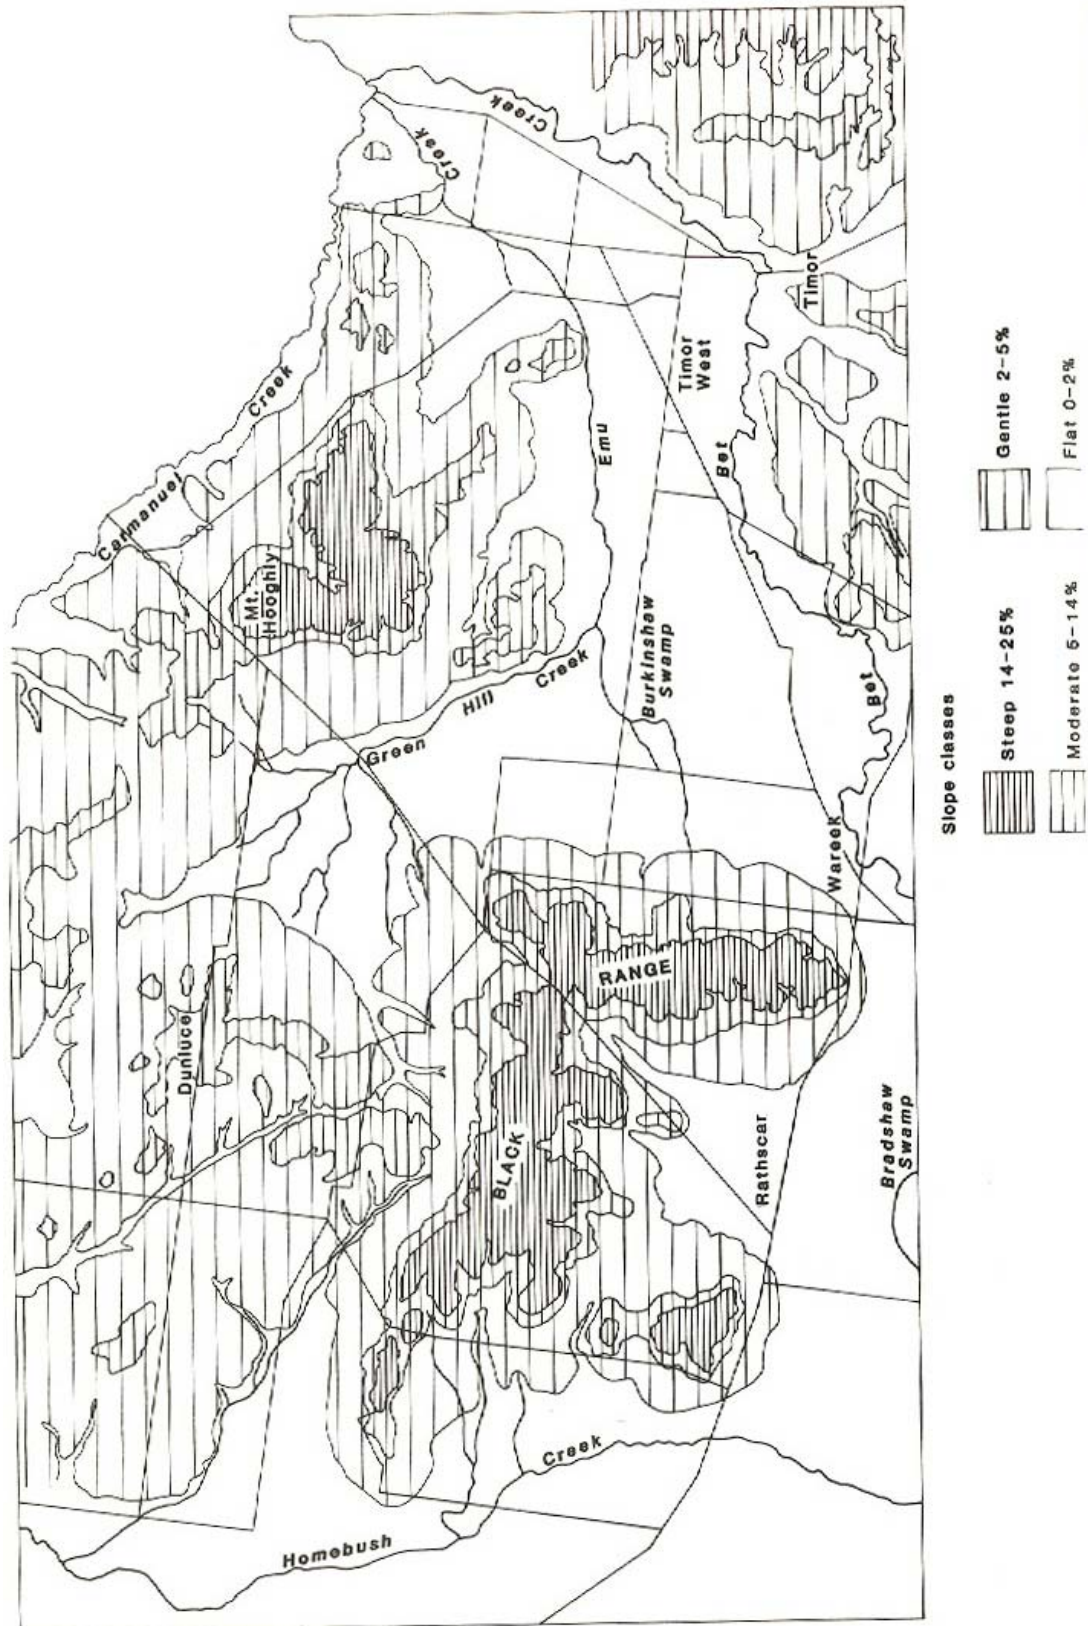 Creek
Creek
Carmanuel
Creek
Mt.
Hooghly
Emu
Timor
West
Timor
Bet
Bet
Burkinshaw
Swamp
Green
Hill
Creek
Wareek
RANGE
BLACK
Dunluce
Rathscar
Bradshaw
Swamp
Homebush
Creek
Slope classes
Steep 14-25%
Gentle 2-5%
Moderate 5-14%
Flat 0-2%